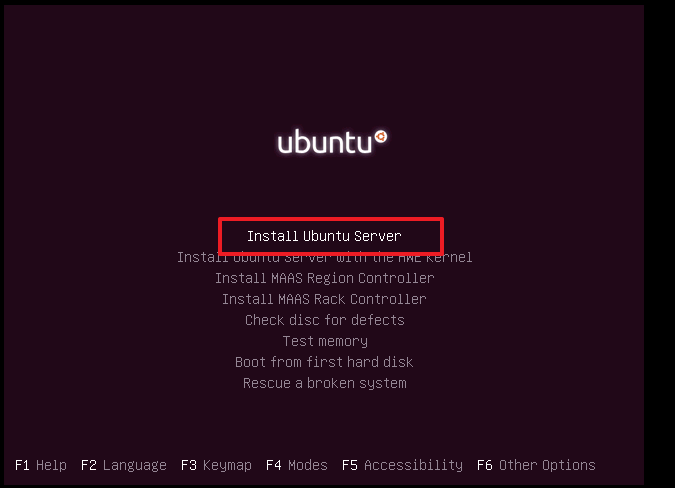 ubuntu
Install Ubuntu Server
Install Ubuntu Server with the HWE kernel
Install MAAS Region Controller
Install MAAS Rack Controller
Check disc for defects
Test memory
Boot from first hard disk
Rescue a broken system
F1 Help F2 Language F3 Keymap F4 Modes F5 Accessibility F6 Other Options